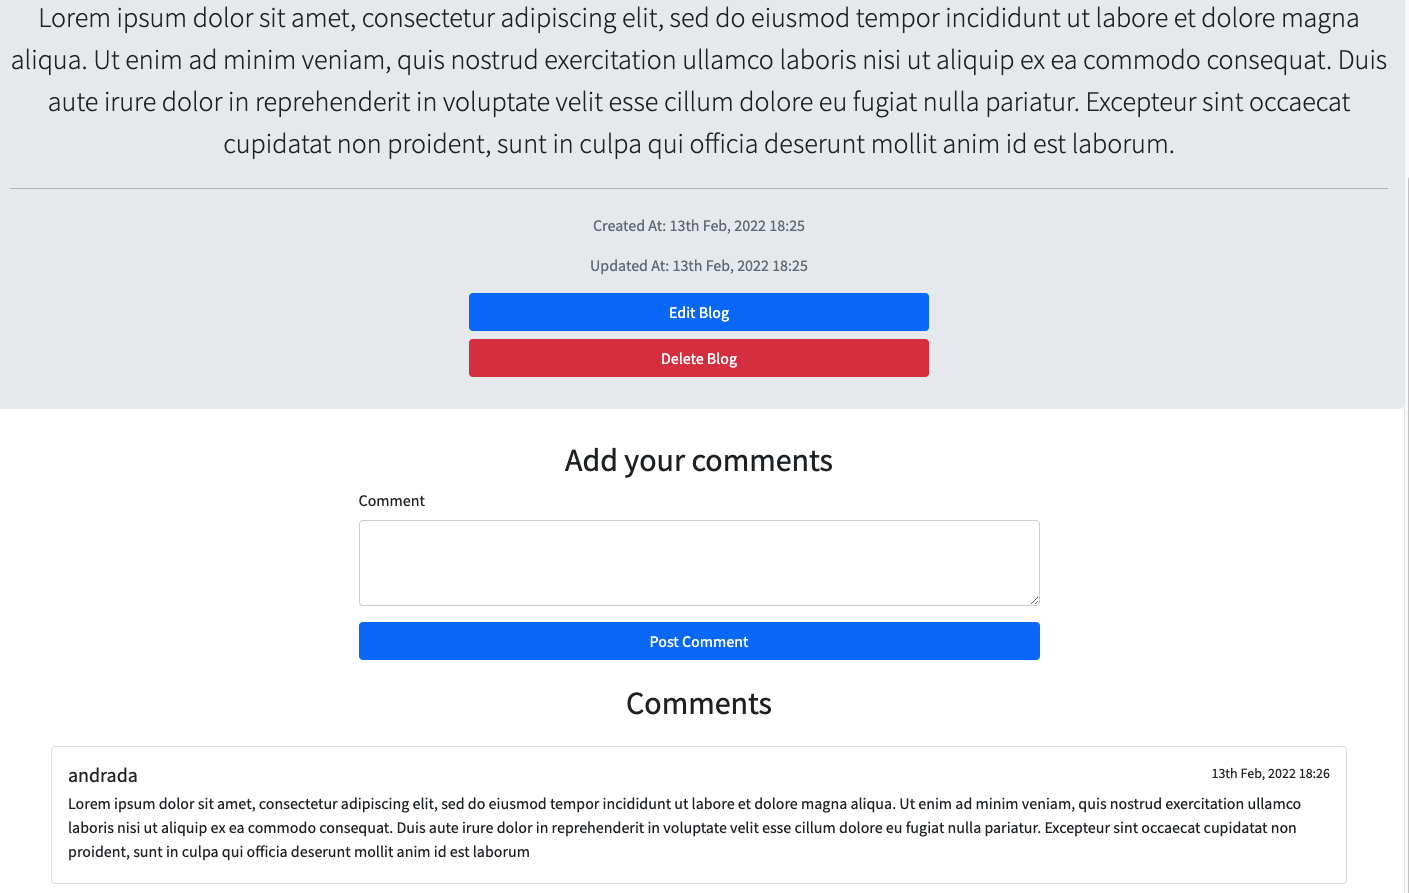 Lorem ipsum dolor sit amet, consectetur adipiscing elit, sed do eiusmod tempor incididunt ut labore et dolore magna
aliqua. Ut enim ad minim veniam, quis nostrud exercitation ullamco laboris nisi ut aliquip ex ea commodo consequat. Duis
aute irure dolor in reprehenderit in voluptate velit esse cillum dolore eu fugiat nulla pariatur. Excepteur sint occaecat
cupidatat non proident, sunt in culpa qui officia deserunt mollit anim id est laborum.
Created At: 13th Feb, 2022 18:25
Updated At: 13th Feb, 2022 18:25
Edit Blog
Delete Blog
Add your comments
Comment
Post Comment
Comments
andrada
13th Feb, 2022 18:26
Lorem ipsum dolor sit amet, consectetur adipiscing elit, sed do eiusmod tempor incididunt ut labore et dolore magna aliqua. Ut enim ad minim veniam, quis nostrud exercitation ullamco
laboris nisi ut aliquip ex ea commodo consequat. Duis aute irure dolor in reprehenderit in voluptate velit esse cillum dolore eu fugiat nulla pariatur. Excepteur sint occaecat cupidatat non
proident, sunt in culpa qui officia deserunt mollit anim id est laborum